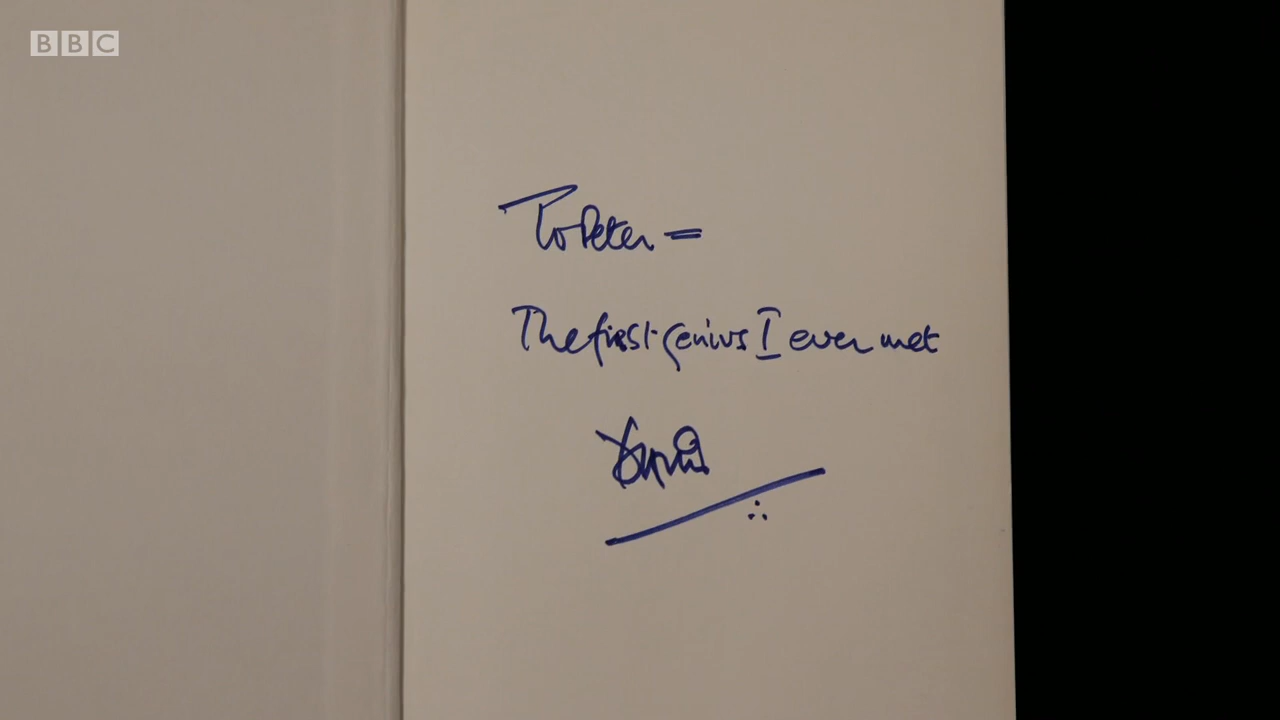 BBC
To Peter =
The first genius I ever met